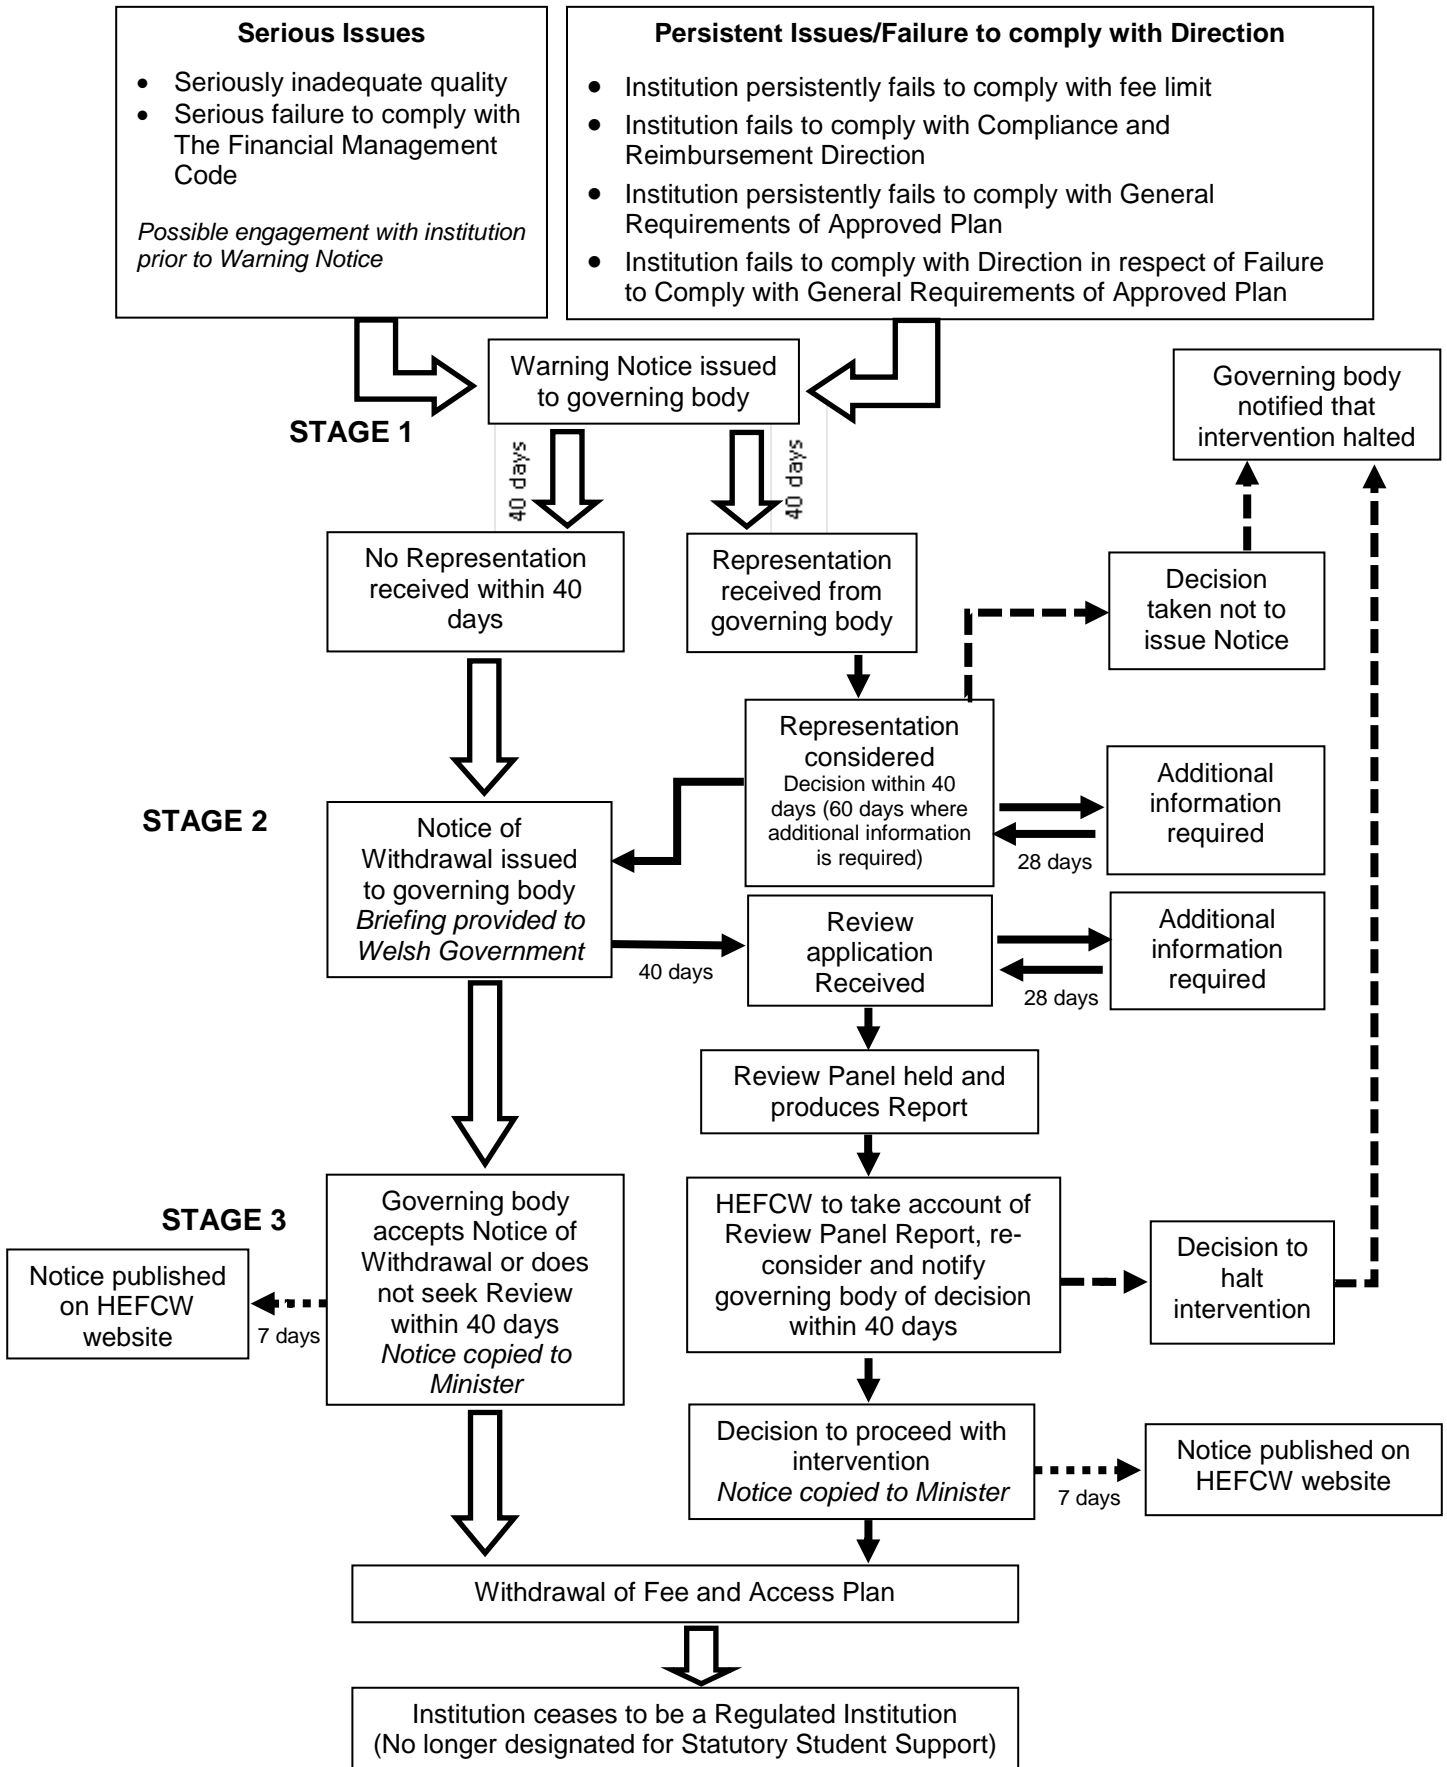 Serious Issues
• Seriously inadequate quality
• Serious failure to comply with
The Financial Management
Code
Possible engagement with institution
prior to Warning Notice
Persistent Issues/Failure to comply with Direction
• Institution persistently fails to comply with fee limit
• Institution fails to comply with Compliance and
Reimbursement Direction
• Institution persistently fails to comply with General
Requirements of Approved Plan
• Institution fails to comply with Direction in respect of Failure
to Comply with General Requirements of Approved Plan
Warning Notice issued
to governing body
Governing body
notified that
intervention halted
STAGE 1
40 days
40 days
No Representation
received within 40
days
Representation
received from
governing body
Decision
taken not to
issue Notice
Representation
considered
Decision within 40
days (60 days where
additional information
is required)
Additional
information
required
28 days
STAGE 2
Notice of
Withdrawal issued
to governing body
Briefing provided to
Welsh Government
40 days
Review
application
Received
Additional
information
required
28 days
Review Panel held and
produces Report
STAGE 3
Governing body
accepts Notice of
Withdrawal or does
not seek Review
within 40 days
Notice copied to
Minister
Notice published
on HEFCW
website
7 days
HEFCW to take account of
Review Panel Report, re-
consider and notify
governing body of decision
within 40 days
Decision to
halt
intervention
Decision to proceed with
intervention
Notice copied to Minister
7 days
Notice published on
HEFCW website
Withdrawal of Fee and Access Plan
Institution ceases to be a Regulated Institution
(No longer designated for Statutory Student Support)